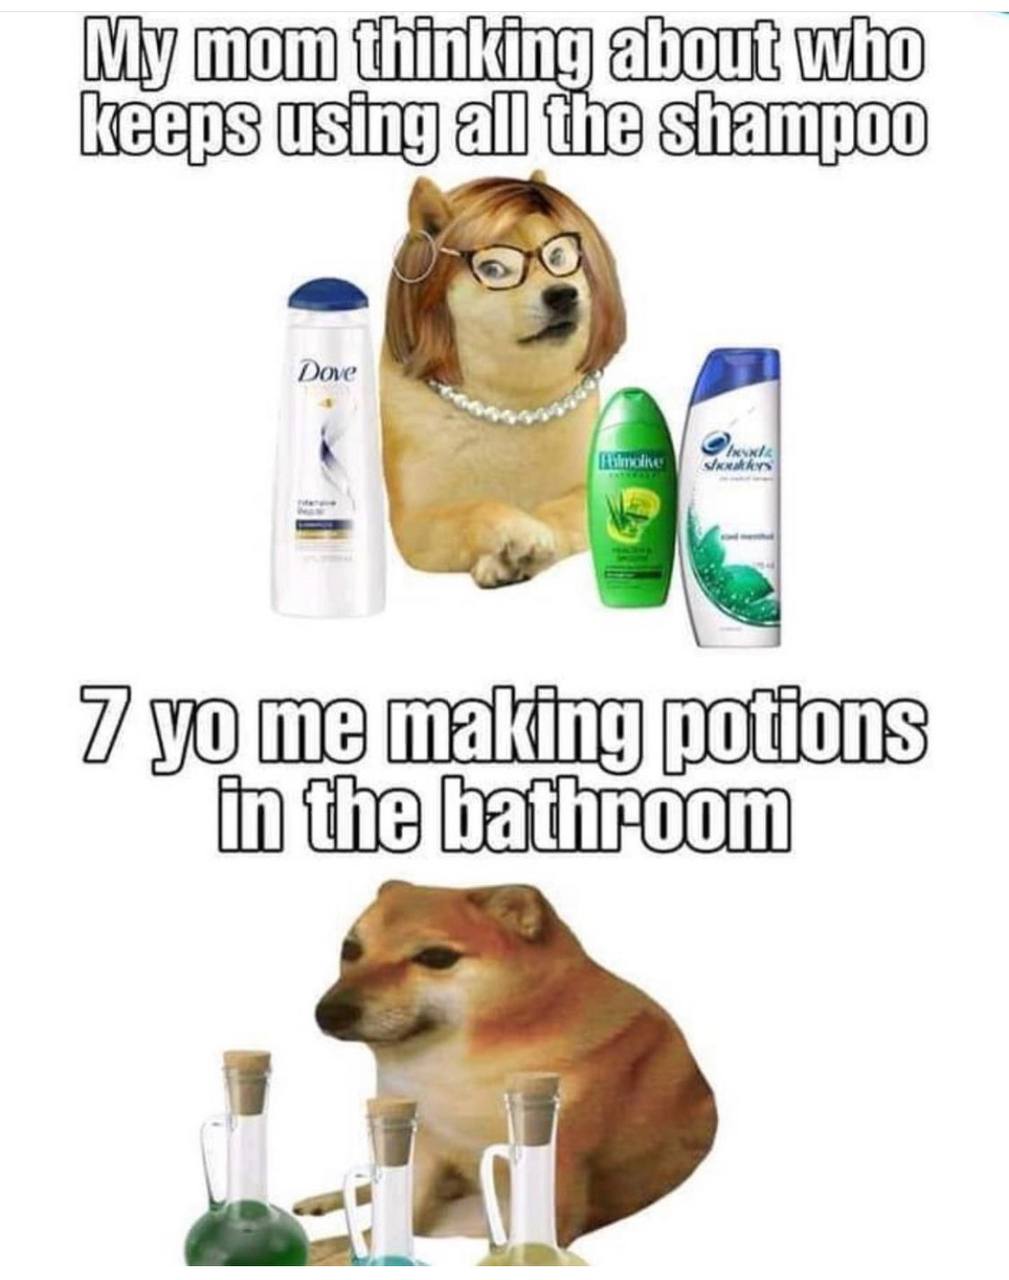 My mom thinking about who
keeps using all the shampoo
Dove
Palmolive
head &
shoulders
7 yo me making potions
in the bathroom